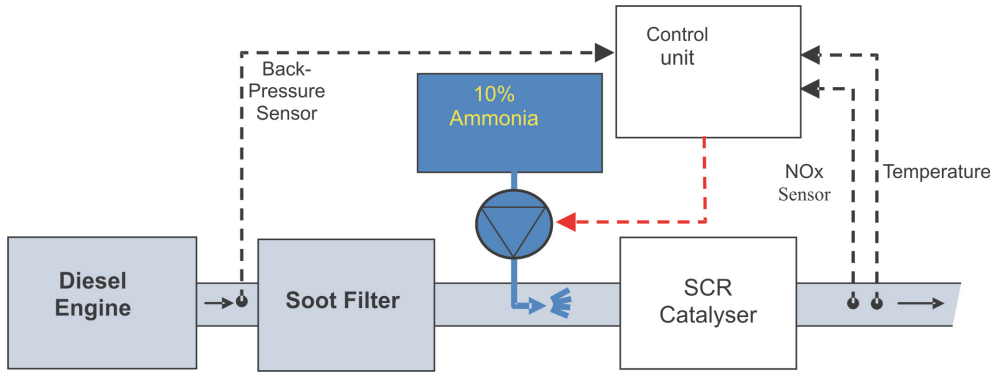 Control
unit
Back-
Pressure
Sensor
10%
Ammonia
NOx
Sensor
Temperature
Diesel
Engine
Soot Filter
SCR
Catalyser